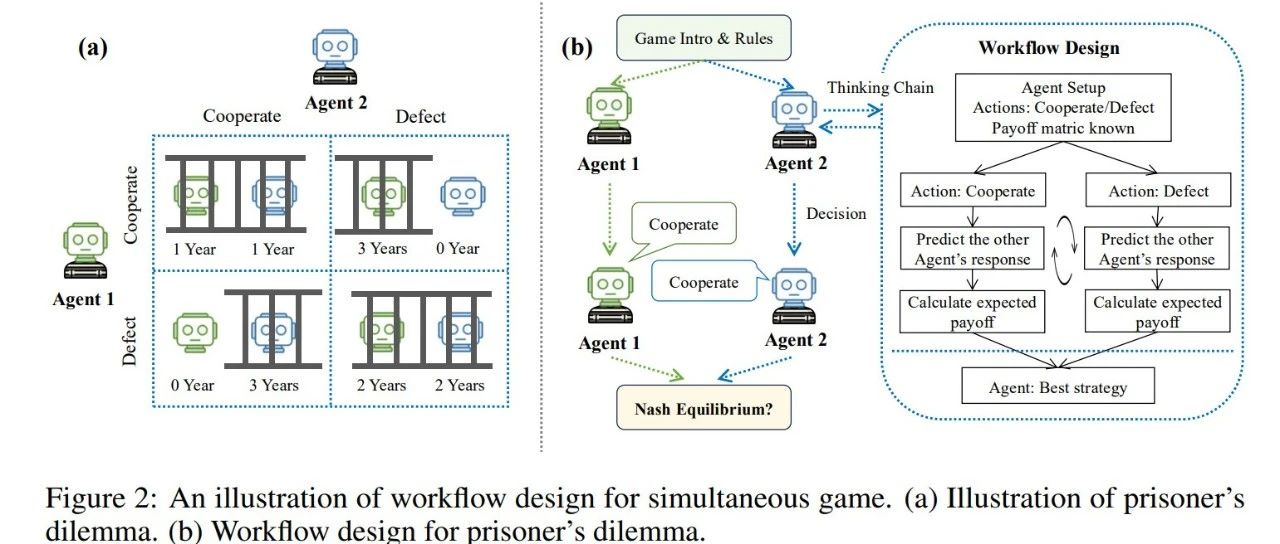 (a)
Agent 2
Cooperate
Defect
Cooperate
1 Year
1 Year
3 Years
0 Year
Agent 1
Defect
0 Year
3 Years
2 Years
2 Years
(b)
Game Intro & Rules
Agent 1
Agent 2
Thinking Chain
Decision
Cooperate
Cooperate
Agent 1
Agent 2
Nash Equilibrium?
Workflow Design
Agent Setup
Actions: Cooperate/Defect
Payoff matric known
Action: Cooperate
Action: Defect
Predict the other
Agent's response
Predict the other
Agent's response
Calculate expected
payoff
Calculate expected
payoff
Agent: Best strategy
Figure 2: An illustration of workflow design for simultaneous game. (a) Illustration of prisoner's
dilemma. (b) Workflow design for prisoner's dilemma.